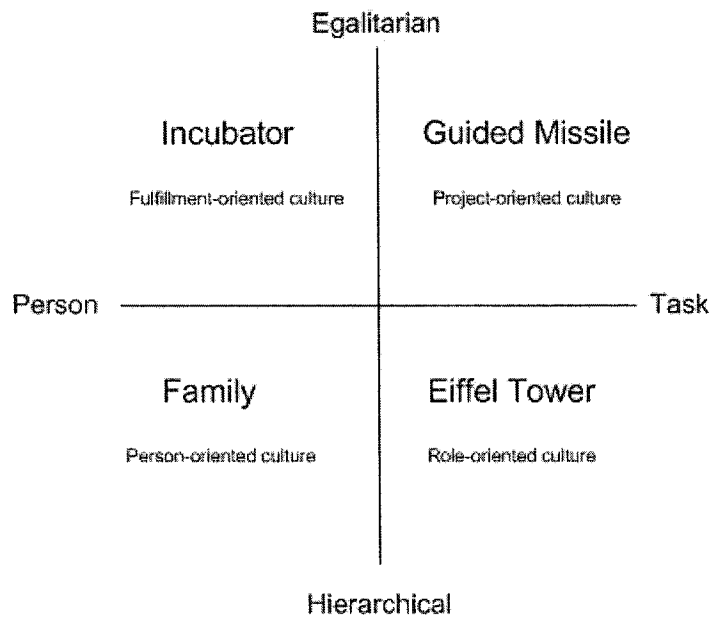 Egalitarian
Incubator
Guided Missile
Fulfillment-oriented culture
Project-oriented culture
Person
Task
Family
Eiffel Tower
Person-oriented culture
Role-oriented culture
Hierarchical